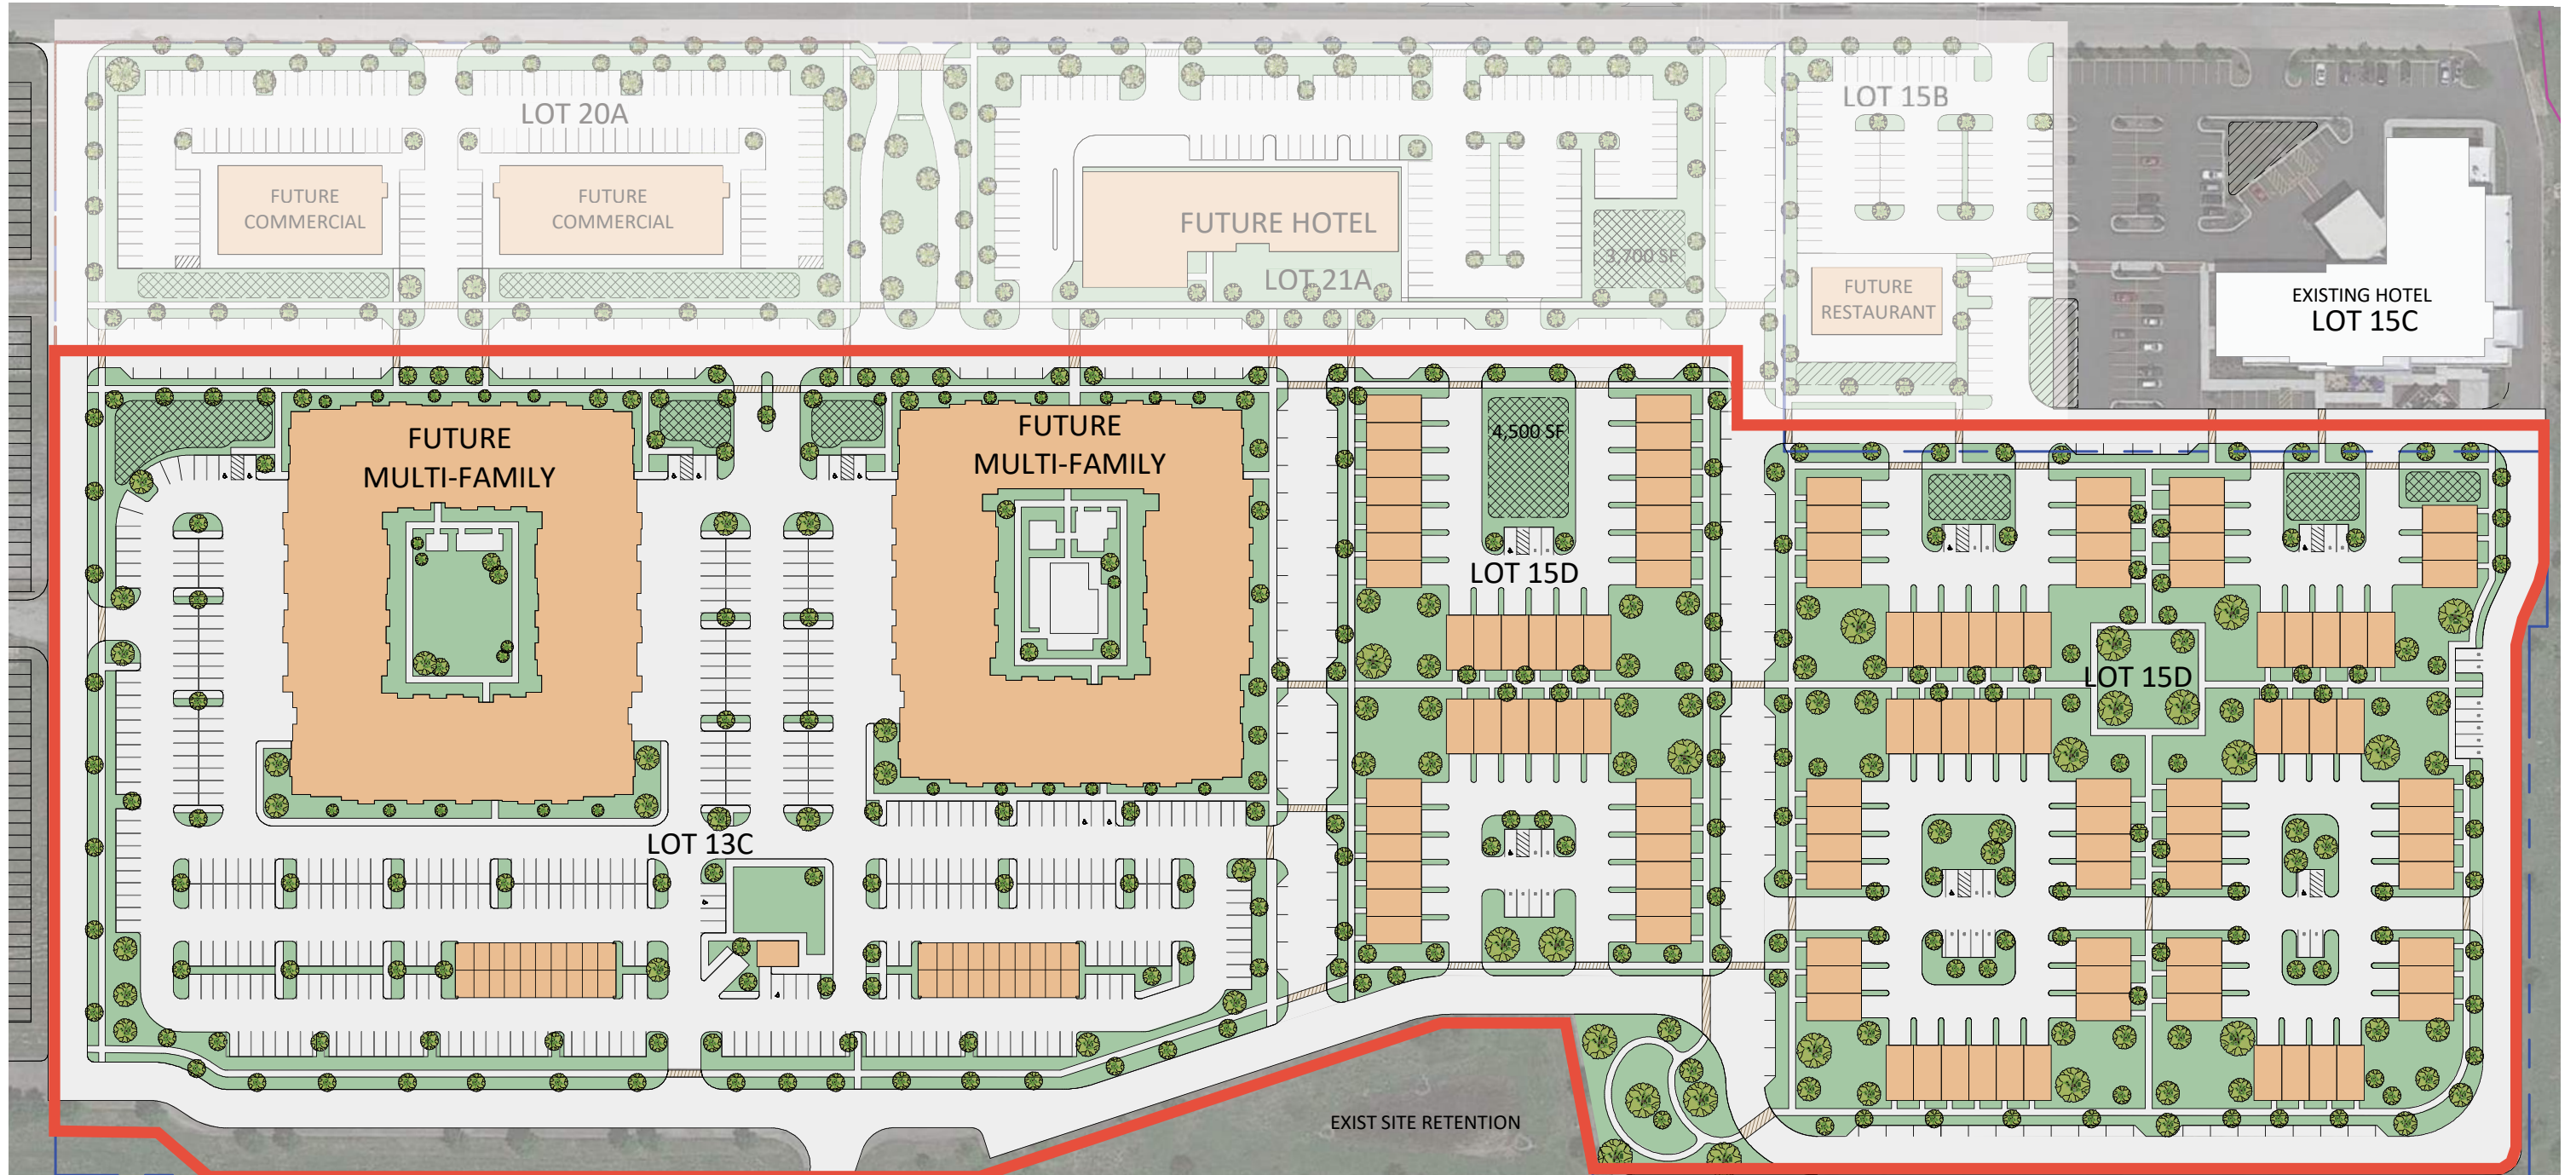 LOT 20A
LOT 15B
FUTURE
COMMERCIAL
FUTURE
COMMERCIAL
FUTURE HOTEL
LOT 21A
3,700 SF
FUTURE
RESTAURANT
EXISTING HOTEL
LOT 15C
FUTURE
MULTI-FAMILY
FUTURE
MULTI-FAMILY
4,500 SF
LOT 15D
LOT 15D
LOT 13C
EXIST SITE RETENTION